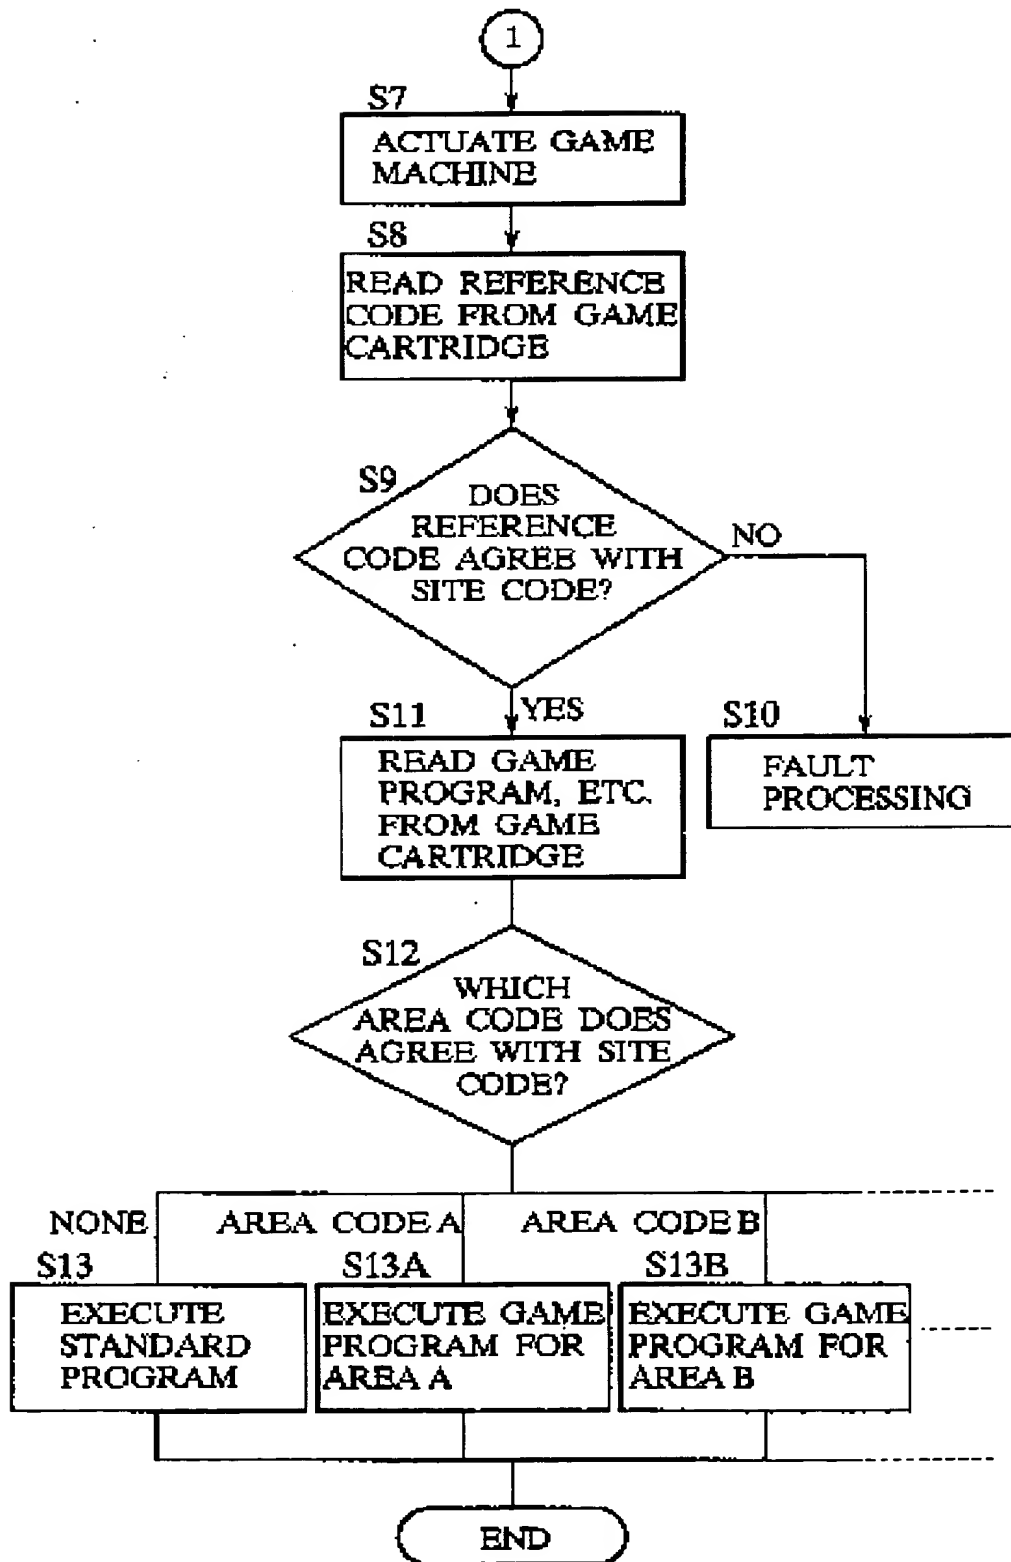 1
S7
ACTUATE GAME
MACHINE
S8
READ REFERENCE
CODE FROM GAME
CARTRIDGE
S9
DOES
REFERENCE
CODE AGREE WITH
SITE CODE?
NO
YES
S11
READ GAME
PROGRAM, ETC.
FROM GAME
CARTRIDGE
S10
FAULT
PROCESSING
S12
WHICH
AREA CODE DOES
AGREE WITH SITE
CODE?
NONE
AREA CODE A
AREA CODE B
S13
EXECUTE
STANDARD
PROGRAM
S13A
EXECUTE GAME
PROGRAM FOR
AREA A
S13B
EXECUTE GAME
PROGRAM FOR
AREA B
END